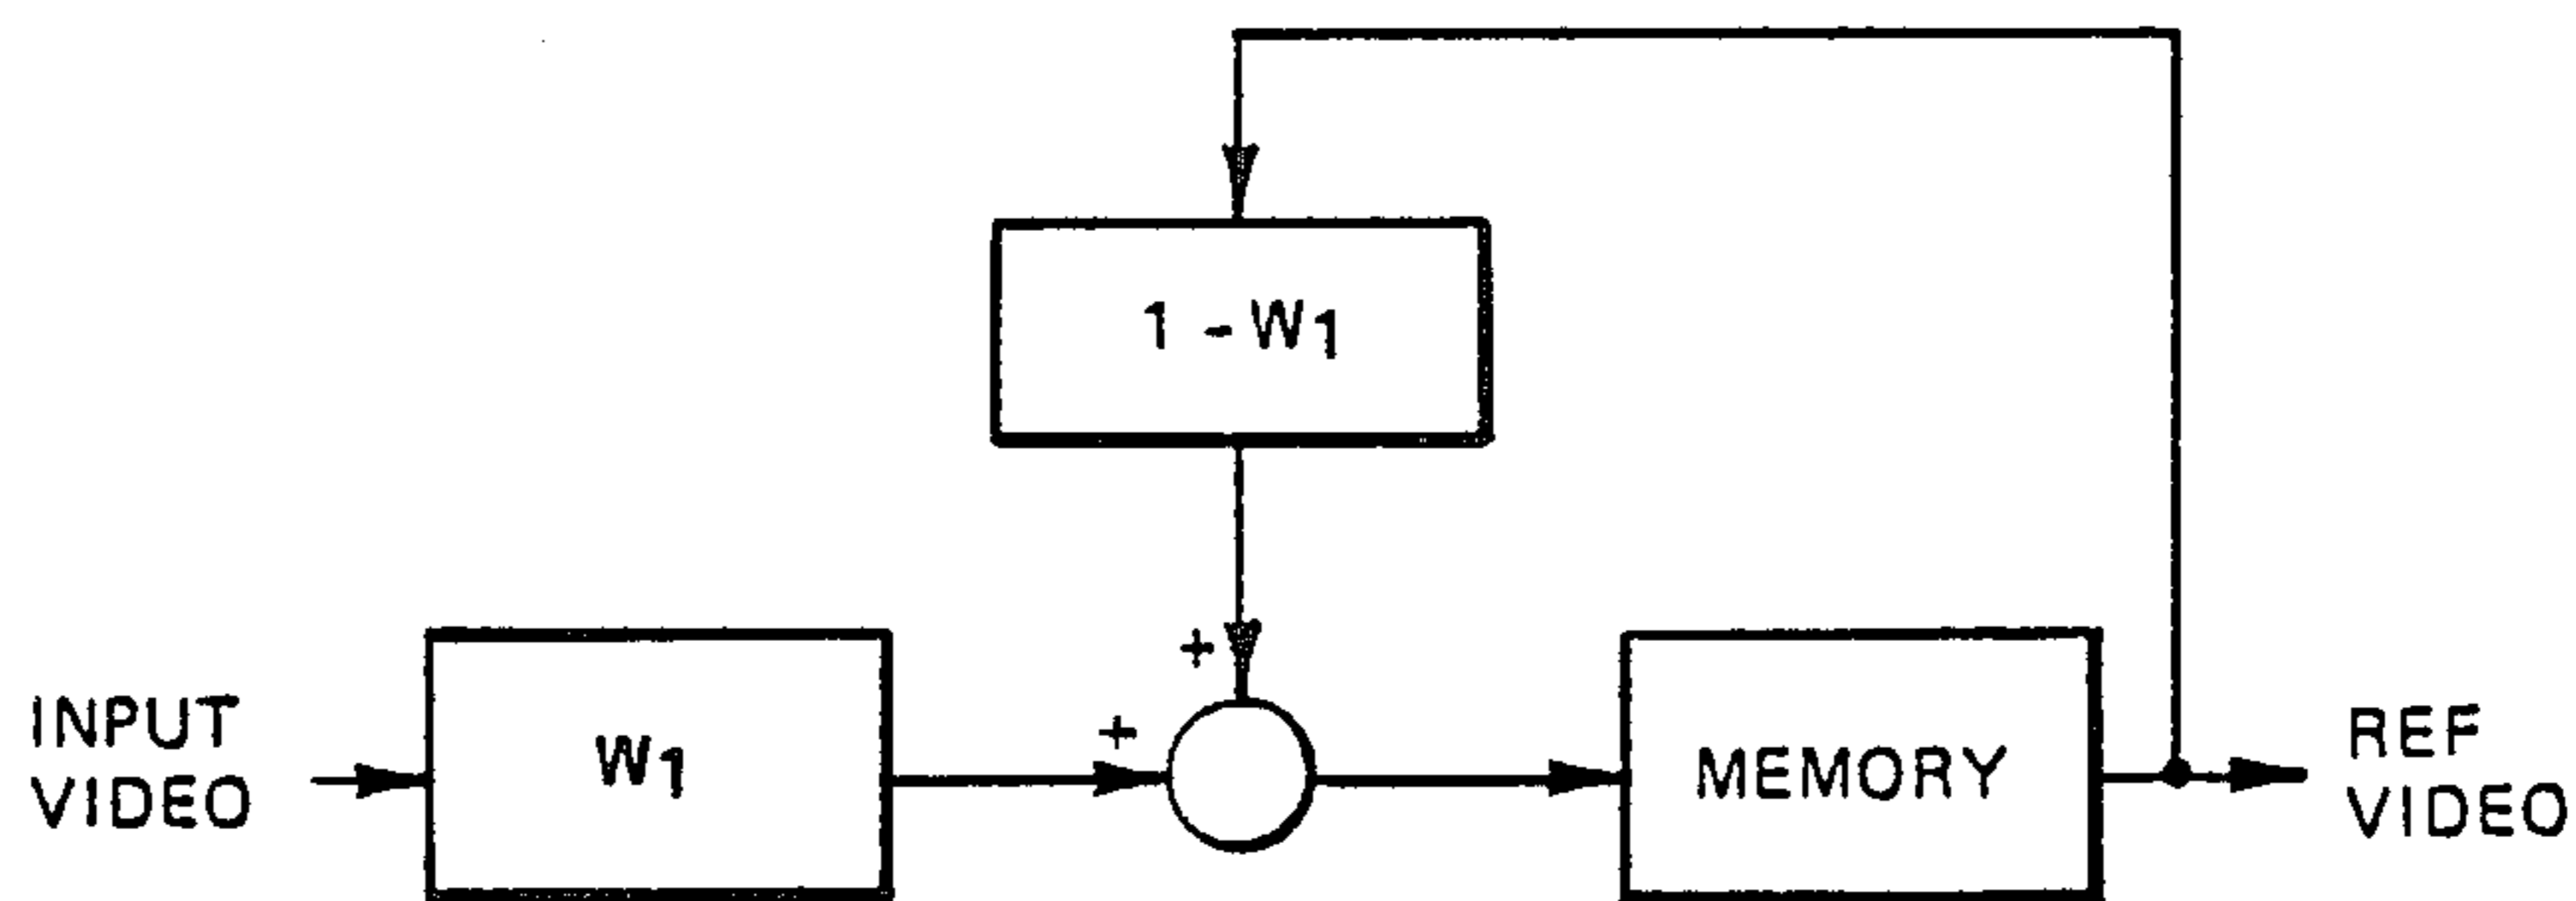 1 - W1
+
+
INPUT
VIDEO
W1
MEMORY
REF
VIDEO